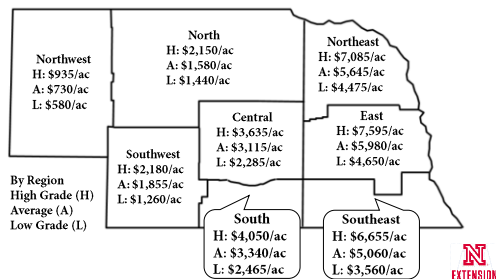 Northwest
H: $935/ac
A: $730/ac
L: $580/ac
North
H: $2,150/ac
A: $1,580/ac
L: $1,440/ac
Northeast
H: $7,085/ac
A: $5,645/ac
L: $4,475/ac
Central
H: $3,635/ac
A: $3,115/ac
L: $2,285/ac
East
H: $7,595/ac
A: $5,980/ac
L: $4,650/ac
Southwest
H: $2,180/ac
A: $1,855/ac
L: $1,260/ac
By Region
High Grade (H)
Average (A)
Low Grade (L)
South
H: $4,050/ac
A: $3,340/ac
L: $2,465/ac
Southeast
H: $6,655/ac
A: $5,060/ac
L: $3,560/ac
N
EXTENSION